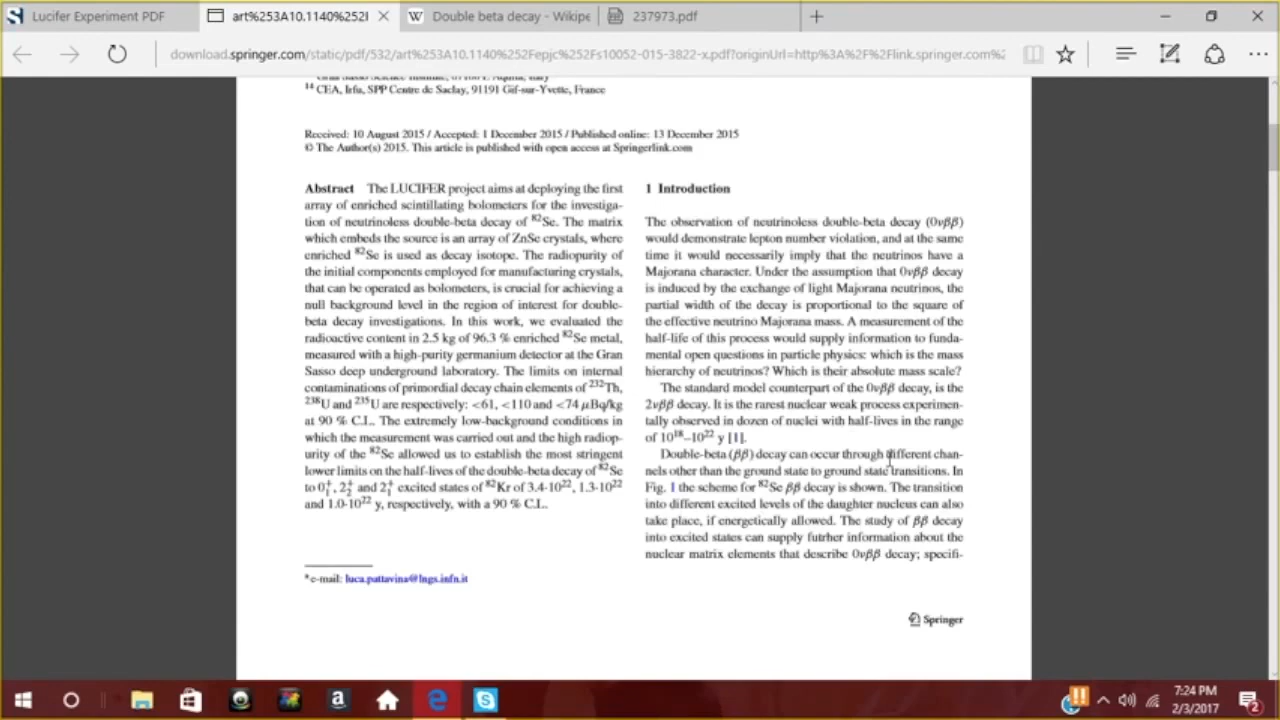 Lucifer Experiment PDF
art%253A10.1140%252I
Double beta decay - Wikipe
237973.pdf
download.springer.com/static/pdf/532/art%253A10.1140%252Fepjc%252Fs10052-015-3822-x.pdf?originUrl=http%3A%2F%2Flink.springer.com%2
14 CEA, Irfu, SPP Centre de Saclay, 91191 Gif-sur-Yvette, France
Received: 10 August 2015 / Accepted: 1 December 2015 / Published online: 13 December 2015
© The Author(s) 2015. This article is published with open access at Springerlink.com
Abstract The LUCIFER project aims at deploying the first
array of enriched scintillating bolometers for the investiga-
tion of neutrinoless double-beta decay of 82Se. The matrix
which embeds the source is an array of ZnSe crystals, where
enriched 82Se is used as decay isotope. The radiopurity of
the initial components employed for manufacturing crystals,
that can be operated as bolometers, is crucial for achieving a
null background level in the region of interest for double-
beta decay investigations. In this work, we evaluated the
radioactive content in 2.5 kg of 96.3 % enriched 82Se metal,
measured with a high-purity germanium detector at the Gran
Sasso deep underground laboratory. The limits on internal
contaminations of primordial decay chain elements of 232Th,
238U and 235U are respectively: <61, <110 and <74 µBq/kg
at 90 % C.L. The extremely low-background conditions in
which the measurement was carried out and the high radiop-
urity of the 82Se allowed us to establish the most stringent
lower limits on the half-lives of the double-beta decay of 82Se
to 0+1, 2+2 and 2+1 excited states of 82Kr of 3.4·10^22, 1.3·10^22
and 1.0·10^22 y, respectively, with a 90 % C.L.
* e-mail: luca.pattavina@lngs.infn.it
1 Introduction
The observation of neutrinoless double-beta decay (0νββ)
would demonstrate lepton number violation, and at the same
time it would necessarily imply that the neutrinos have a
Majorana character. Under the assumption that 0νββ decay
is induced by the exchange of light Majorana neutrinos, the
partial width of the decay is proportional to the square of
the effective neutrino Majorana mass. A measurement of the
half-life of this process would supply information to funda-
mental open questions in particle physics: which is the mass
hierarchy of neutrinos? Which is their absolute mass scale?
The standard model counterpart of the 0νββ decay, is the
2νββ decay. It is the rarest nuclear weak process experimen-
tally observed in dozen of nuclei with half-lives in the range
of 10^18–10^22 y [1].
Double-beta (ββ) decay can occur through different chan-
nels other than the ground state to ground state transitions. In
Fig. 1 the scheme for 82Se ββ decay is shown. The transition
into different excited levels of the daughter nucleus can also
take place, if energetically allowed. The study of ββ decay
into excited states can supply futrher information about the
nuclear matrix elements that describe 0νββ decay; specifi-
Springer
7:24 PM
2/3/2017
2